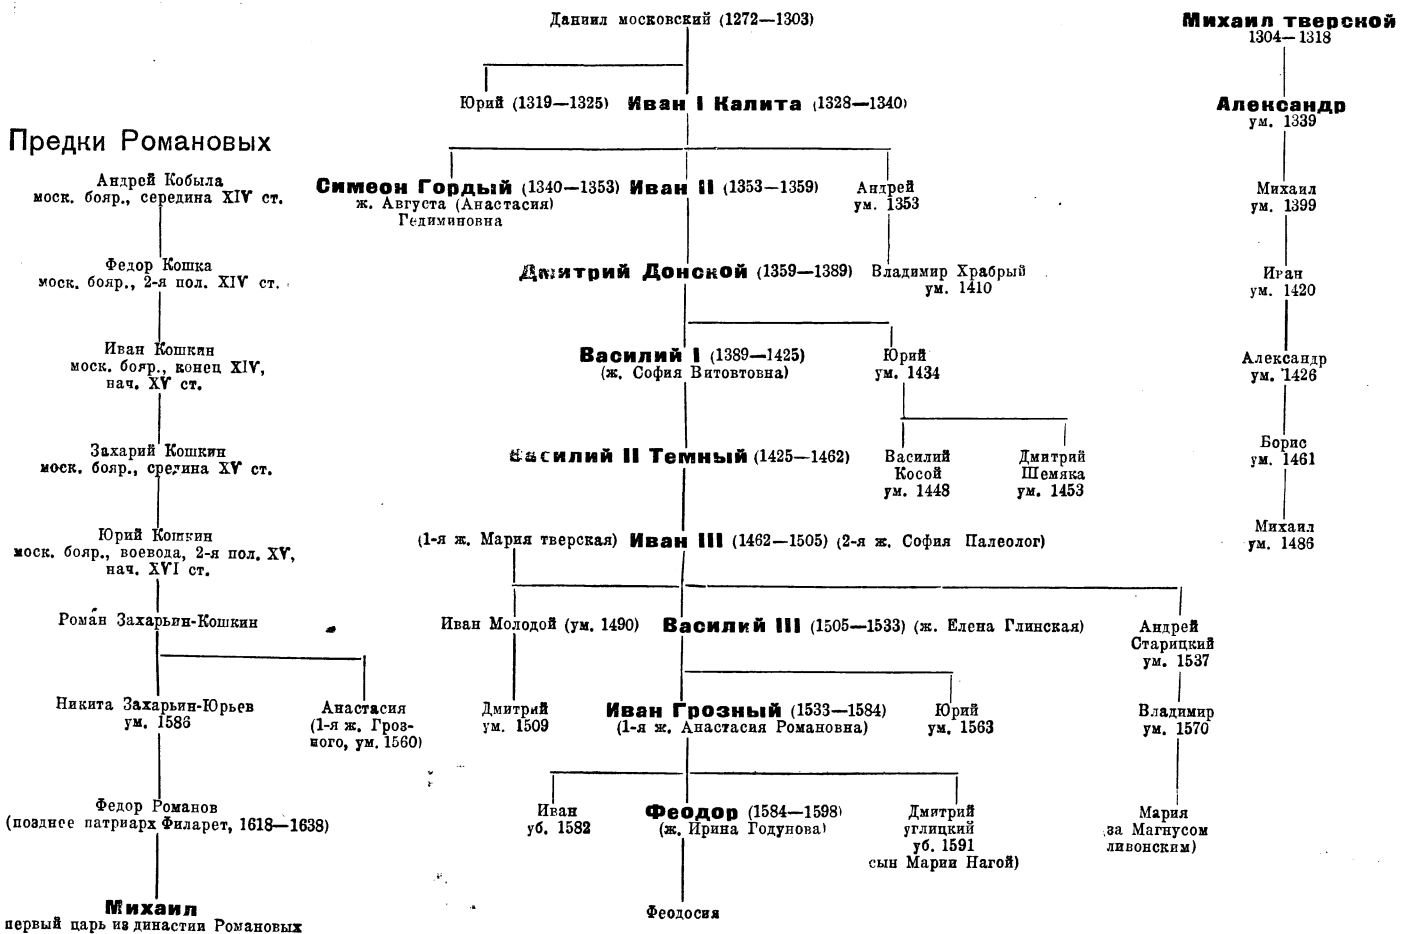 Даниил московский (1272—1303)
Юрий (1319—1325) Иван I Калита (1328—1340)
Симеон Гордый (1340—1353) Иван II (1353—1359) Андрей
ж. Августа (Анастасия) ум. 1353
Гедиминовна
Дмитрий Донской (1359—1389) Владимир Храбрый
ум. 1410
Василий I (1389—1425) Юрий
(ж. София Витовтовна) ум. 1434
Василий II Темный (1425—1462) Василий Дмитрий
Косой Шемяка
ум. 1448 ум. 1453
(1-я ж. Мария тверская) Иван III (1462—1505) (2-я ж. София Палеолог)
Иван Молодой (ум. 1490) Василий III (1505—1533) (ж. Елена Глинская) Андрей
Старицкий
ум. 1537
Дмитрий Иван Грозный (1533—1584) Юрий Владимир
ум. 1509 (1-я ж. Анастасия Романовна) ум. 1563 ум. 1570
Иван Феодор (1584—1598) Дмитрий Мария
уб. 1582 (ж. Ирина Годунова) углицкий за Магнусом
уб. 1591 ливонским)
сын Марии Нагой)
Феодосия
Предки Романовых
Андрей Кобыла
моск. бояр., середина XIV ст.
Федор Кошка
моск. бояр., 2-я пол. XIV ст.
Иван Кошкин
моск. бояр., конец XIV,
нач. XV ст.
Захарий Кошкин
моск. бояр., средина XV ст.
Юрий Кошкин
моск. бояр., воевода, 2-я пол. XV,
нач. XVI ст.
Роман Захарьин-Кошкин
Никита Захарьин-Юрьев Анастасия
ум. 1586 (1-я ж. Гроз-
ного, ум. 1560)
Федор Романов
(позднее патриарх Филарет, 1618—1638)
Михаил
первый царь из династии Романовых
Михаил тверской
1304—1318
Александр
ум. 1339
Михаил
ум. 1399
Иван
ум. 1420
Александр
ум. 1426
Борис
ум. 1461
Михаил
ум. 1486